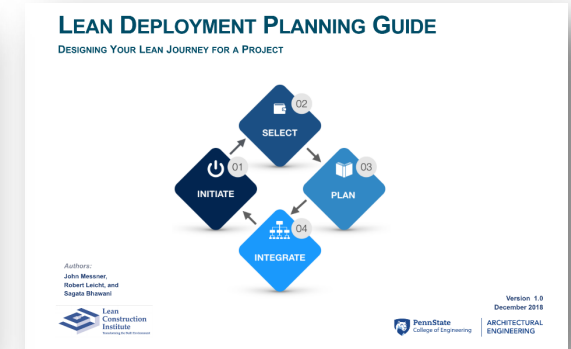 LEAN DEPLOYMENT PLANNING GUIDE
DESIGNING YOUR LEAN JOURNEY FOR A PROJECT
02
SELECT
01
INITIATE
03
PLAN
04
INTEGRATE
Authors:
John Messner,
Robert Leicht, and
Sagata Bhawani
Lean
Construction
Institute
Version 1.0
December 2018
PennState
College of Engineering
ARCHITECTURAL
ENGINEERING